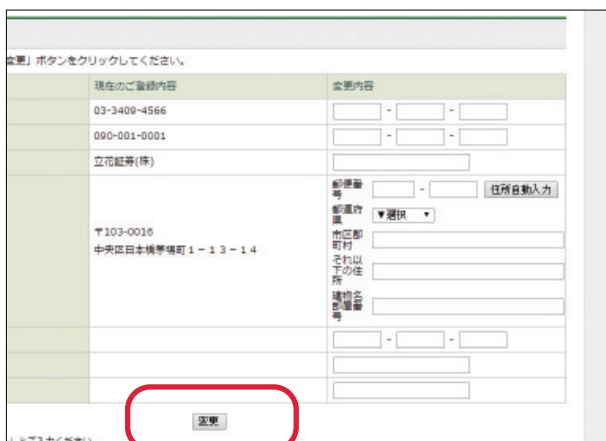 変更」ボタンをクリックしてください。
現在のご登録内容 変更内容
03-3409-4566 - -
090-001-0001 - -
立花証券(株)
〒103-0016
中央区日本橋茅場町１－１３－１４
郵便番号 - 住所自動入力
都道府県 ▼選択 ▼
市区郡町村
それ以下の住所
建物名部屋番号
- -
変更